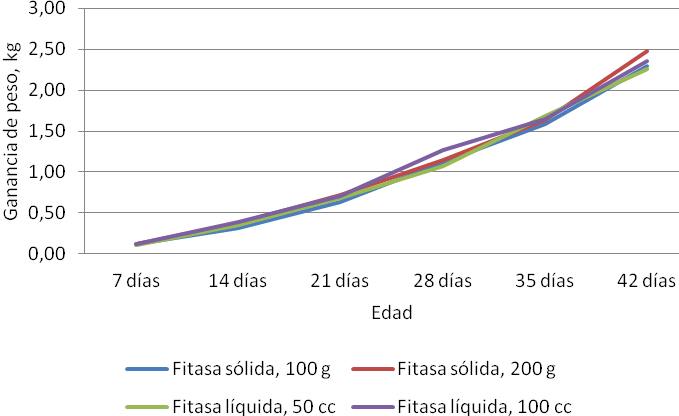 3,00
2,50
2,00
1,50
1,00
0,50
0,00
Ganancia de peso, kg
7 días 14 días 21 días 28 días 35 días 42 días
Edad
Fitasa sólida, 100 g Fitasa sólida, 200 g
Fitasa líquida, 50 cc Fitasa líquida, 100 cc